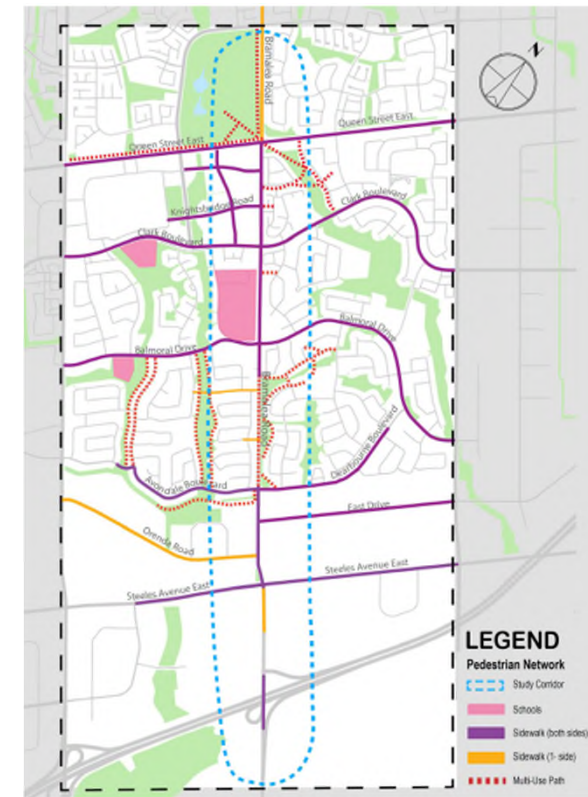 N
Bramalea Road
Queen Street East
Queen Street East
Knightsbridge Road
Clark Boulevard
Clark Boulevard
Balmoral Drive
Balmoral Drive
Bramalea Road
Dearbourne Boulevard
Avondale Boulevard
East Drive
Orenda Road
Steeles Avenue East
Steeles Avenue East
LEGEND
Pedestrian Network
Study Corridor
Schools
Sidewalk (both sides)
Sidewalk (1- side)
Multi-Use Path